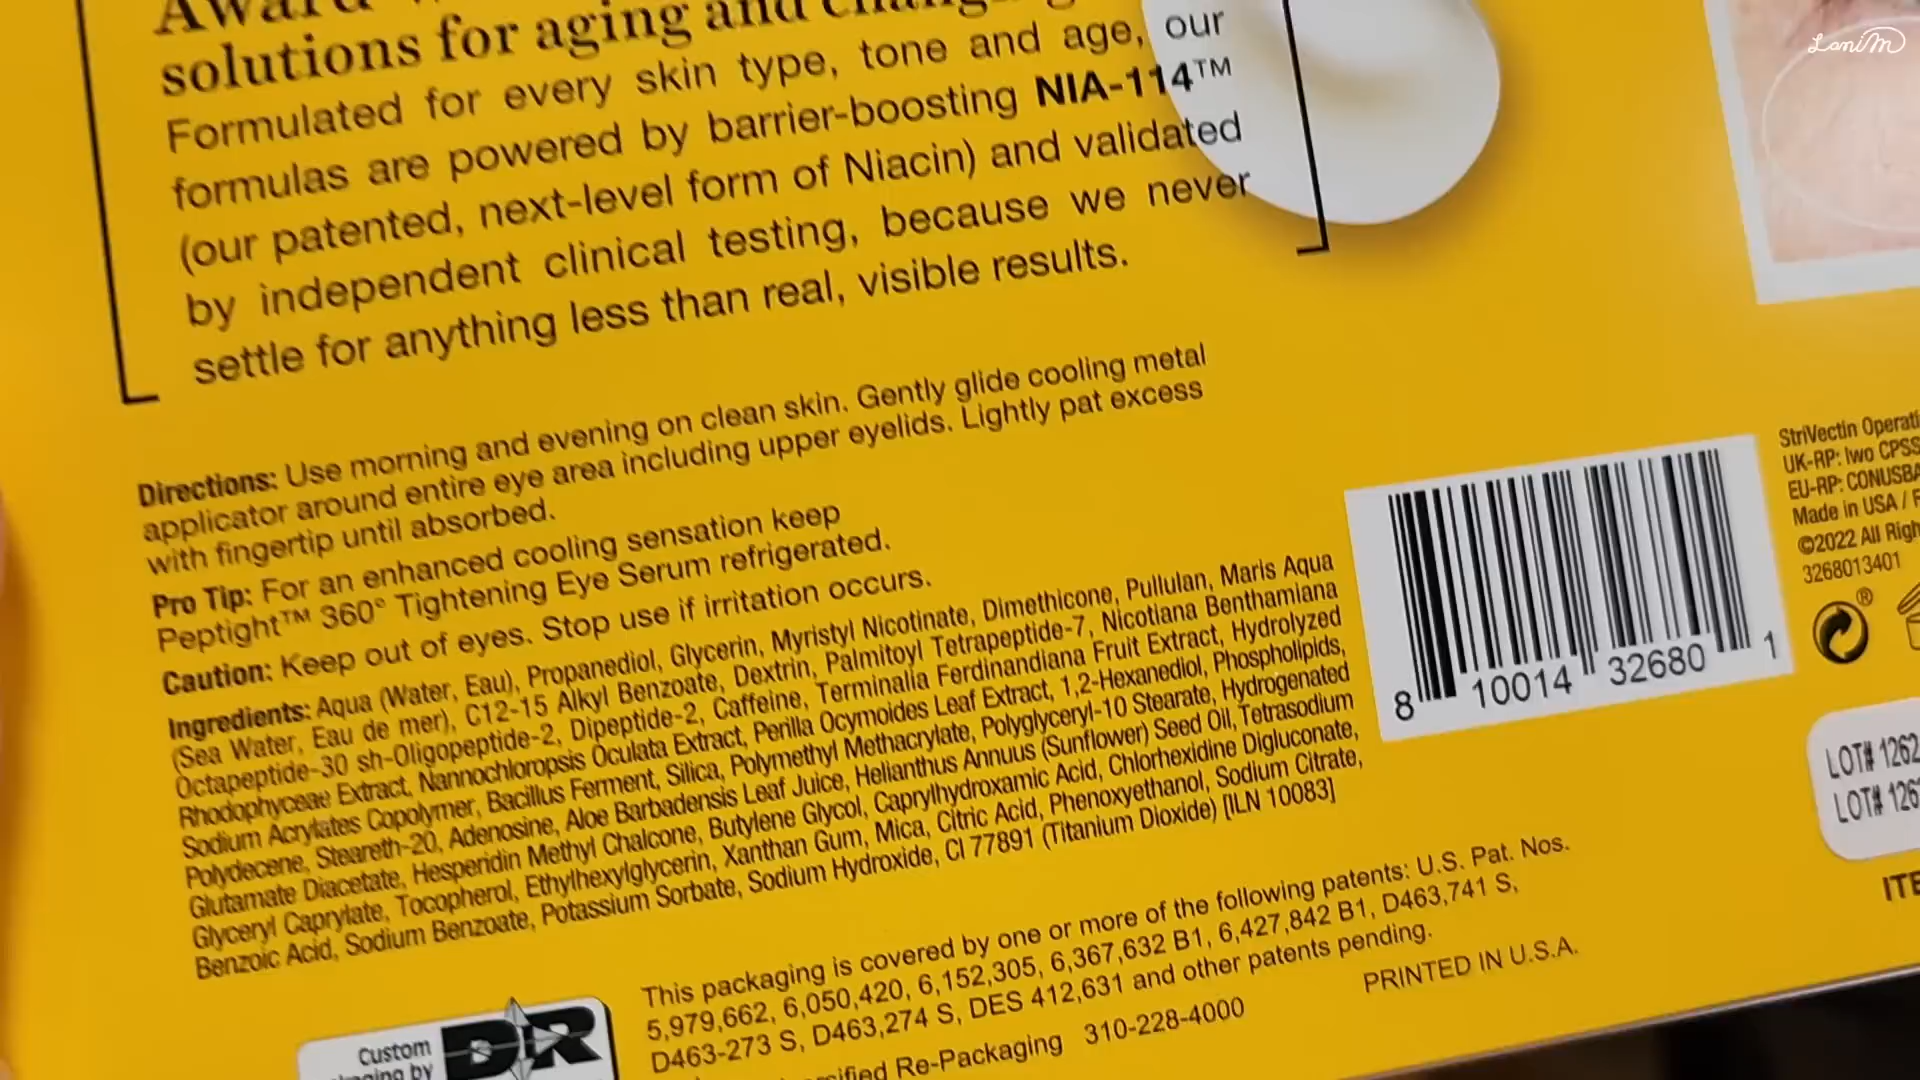 solutions for aging and
Formulated for every skin type, tone and age, our
formulas are powered by barrier-boosting NIA-114™
(our patented, next-level form of Niacin) and validated
by independent clinical testing, because we never
settle for anything less than real, visible results.
Directions: Use morning and evening on clean skin. Gently glide cooling metal
applicator around entire eye area including upper eyelids. Lightly pat excess
with fingertip until absorbed.
Pro Tip: For an enhanced cooling sensation keep
Peptight™ 360° Tightening Eye Serum refrigerated.
Caution: Keep out of eyes. Stop use if irritation occurs.
Ingredients: Aqua (Water, Eau), Propanediol, Glycerin, Myristyl Nicotinate, Dimethicone, Pullulan, Maris Aqua
(Sea Water, Eau de mer), C12-15 Alkyl Benzoate, Dextrin, Palmitoyl Tetrapeptide-7, Nicotiana Benthamiana
Octapeptide-30 sh-Oligopeptide-2, Dipeptide-2, Caffeine, Terminalia Ferdinandiana Fruit Extract, Hydrolyzed
Rhodophyceae Extract, Nannochloropsis Oculata Extract, Perilla Ocymoides Leaf Extract, 1,2-Hexanediol, Phospholipids,
Sodium Acrylates Copolymer, Bacillus Ferment, Silica, Polymethyl Methacrylate, Polyglyceryl-10 Stearate, Hydrogenated
Polydecene, Steareth-20, Adenosine, Aloe Barbadensis Leaf Juice, Helianthus Annuus (Sunflower) Seed Oil, Tetrasodium
Glutamate Diacetate, Hesperidin Methyl Chalcone, Butylene Glycol, Caprylhydroxamic Acid, Chlorhexidine Digluconate,
Glyceryl Caprylate, Tocopherol, Ethylhexylglycerin, Xanthan Gum, Mica, Citric Acid, Phenoxyethanol, Sodium Citrate,
Benzoic Acid, Sodium Benzoate, Potassium Sorbate, Sodium Hydroxide, CI 77891 (Titanium Dioxide) [ILN 10083]
This packaging is covered by one or more of the following patents: U.S. Pat. Nos.
5,979,662, 6,050,420, 6,152,305, 6,367,632 B1, 6,427,842 B1, D463,741 S,
D463-273 S, D463,274 S, DES 412,631 and other patents pending.
Re-Packaging 310-228-4000
PRINTED IN U.S.A.
Custom
by
DR
8 10014 32680 1
StriVectin
UK-RP: Iwo
EU-RP:
Made in USA /
©2022 All
3268013401
®
LOT# 1262
LOT# 126
LaniM